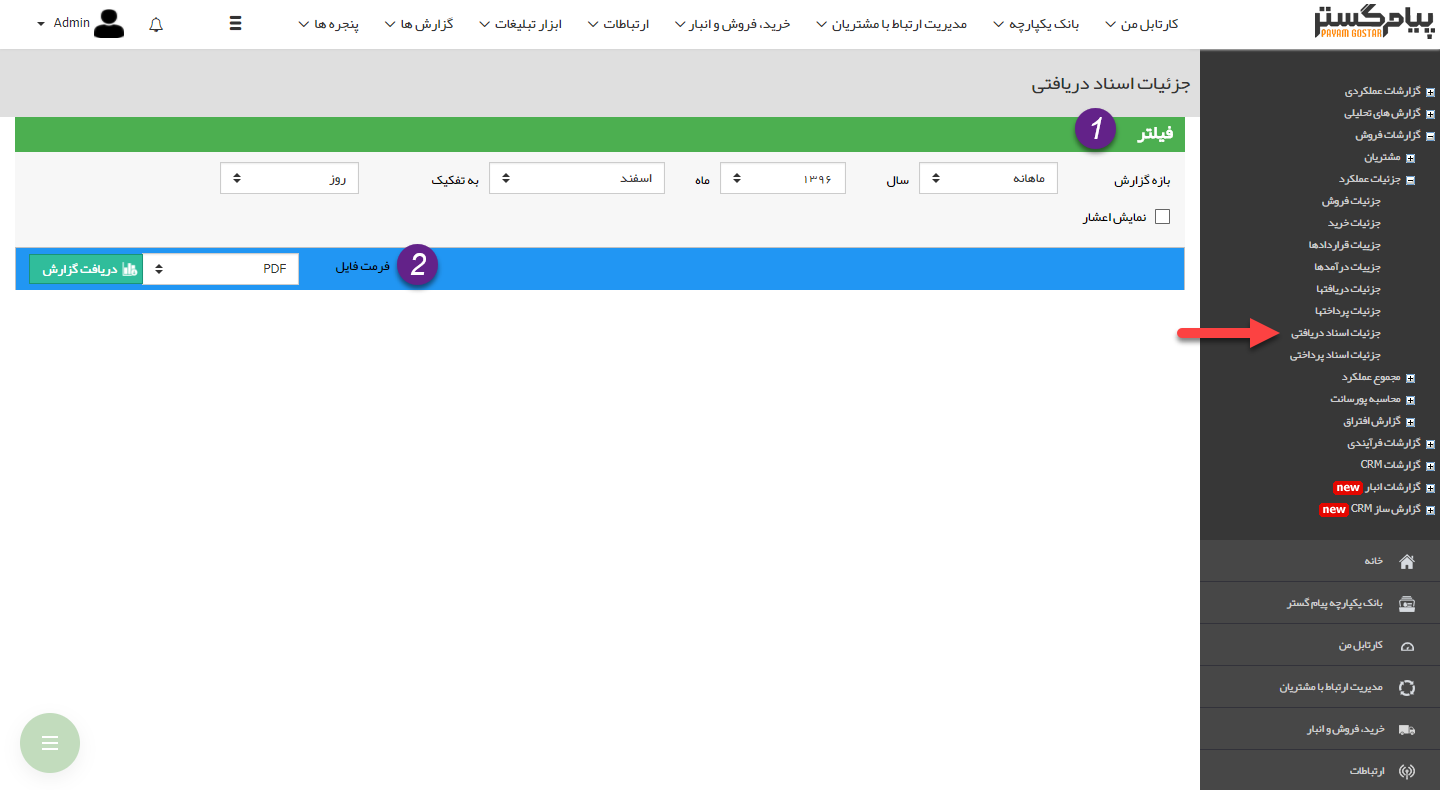 پیام‌گستر
PAYAM GOSTAR
کارتابل من
بانک یکپارچه
مدیریت ارتباط با مشتریان
خرید، فروش و انبار
ارتباطات
ابزار تبلیغات
گزارش ها
پنجره ها
Admin
جزئیات اسناد دریافتی
1
فیلتر
بازه گزارش
ماهانه
سال
۱۳۹۶
ماه
اسفند
به تفکیک
روز
نمایش اعشار
2
فرمت فایل
PDF
دریافت گزارش
گزارشات عملکردی
گزارش های تحلیلی
گزارشات فروش
مشتریان
جزئیات عملکرد
جزئیات فروش
جزئیات خرید
جزییات قراردادها
جزییات درآمدها
جزئیات دریافتها
جزئیات پرداختها
جزئیات اسناد دریافتی
جزئیات اسناد پرداختی
مجموع عملکرد
محاسبه پورسانت
گزارش افتراق
گزارشات فرآیندی
گزارشات CRM
گزارشات انبار new
گزارش ساز CRM new
خانه
بانک یکپارچه پیام گستر
کارتابل من
مدیریت ارتباط با مشتریان
خرید، فروش و انبار
ارتباطات